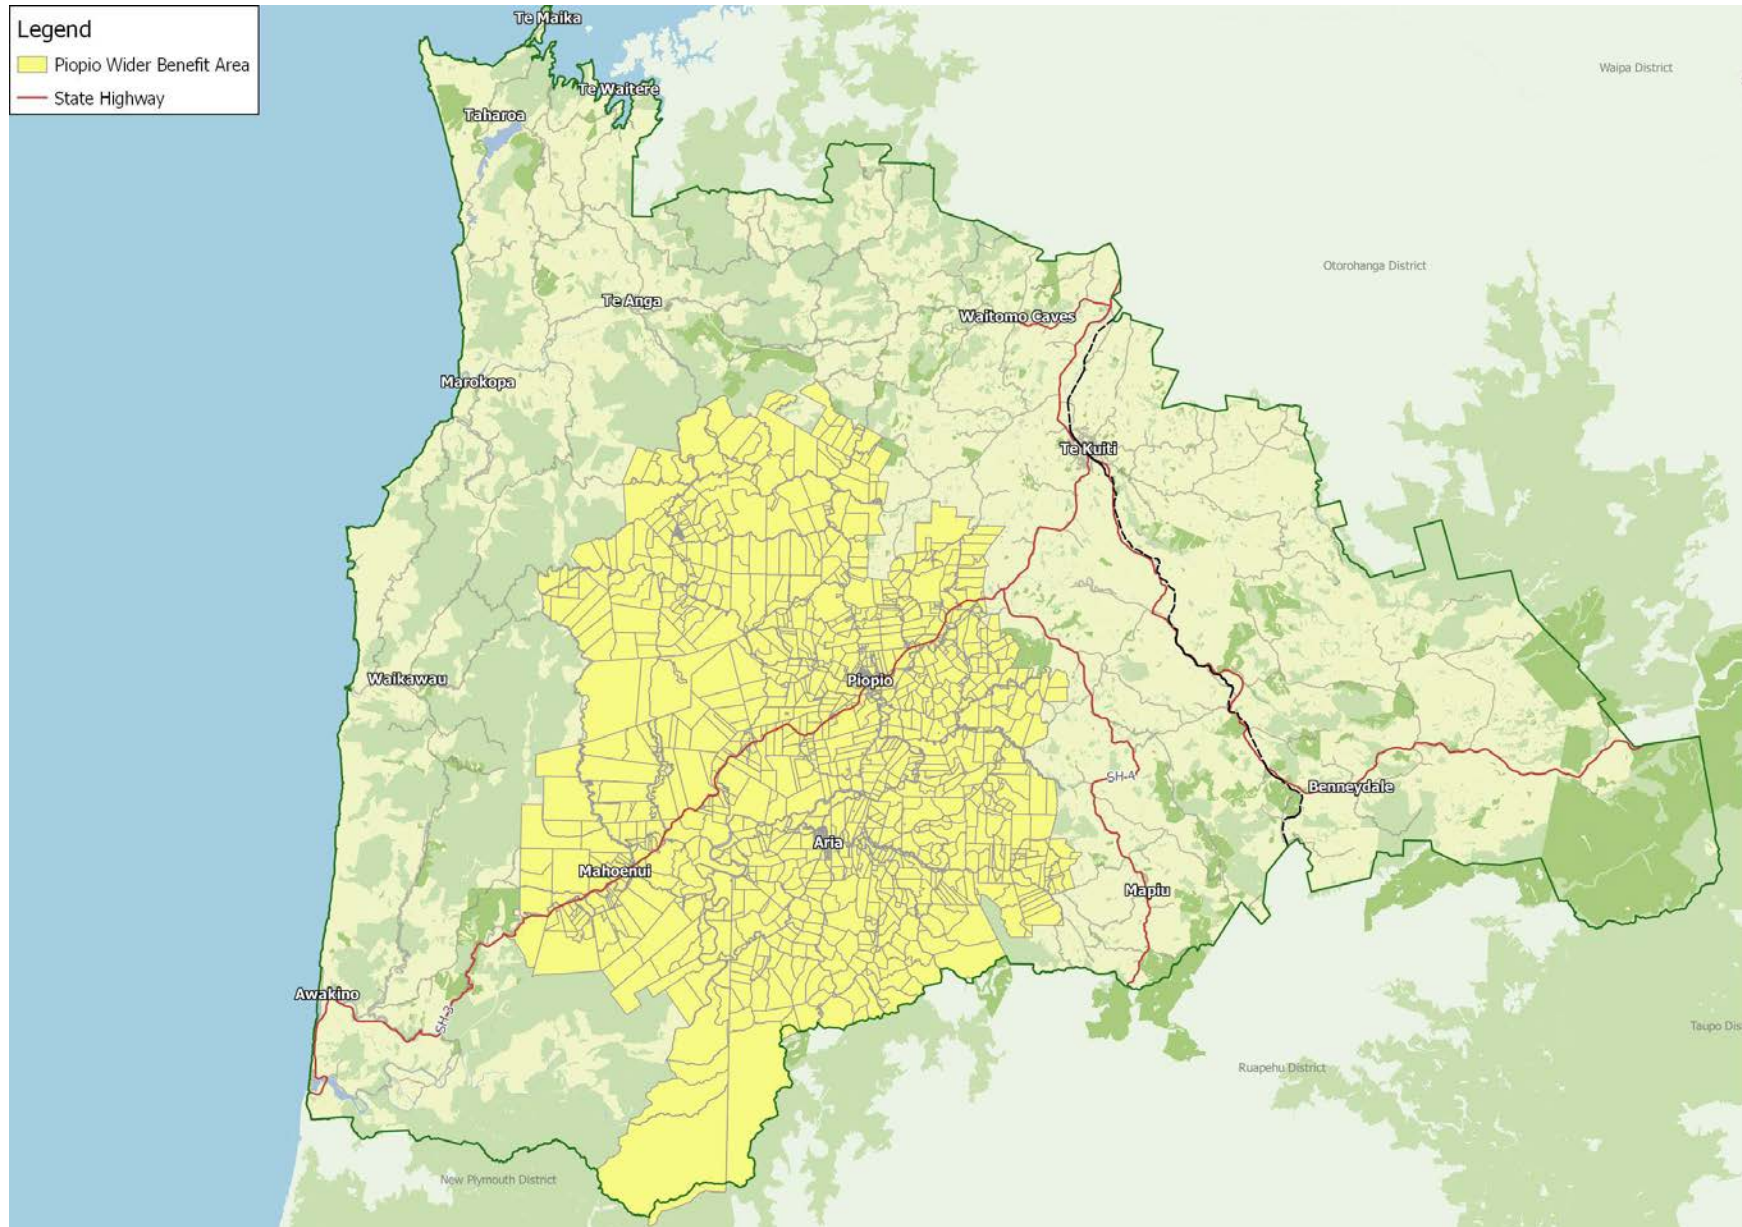 Legend
Piopio Wider Benefit Area
State Highway
Te Maika
Waipa District
Te Waitere
Taharoa
Otorohanga District
Te Anga
Waitomo Caves
Marokopa
Te Kuiti
Waikawau
Piopio
SH-4
Benneydale
Aria
Mahoenui
Mapiu
Awakino
SH-3
Taupo Dis
Ruapehu District
New Plymouth District